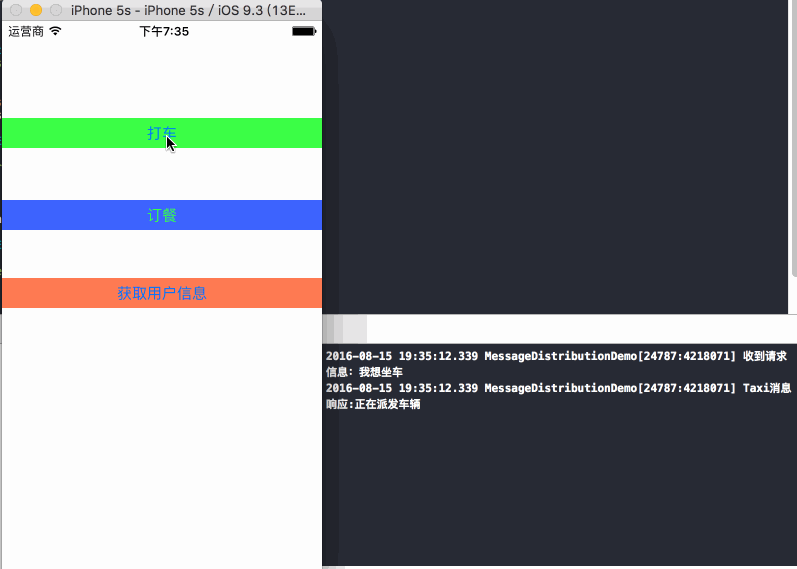 iPhone 5s - iPhone 5s / iOS 9.3 (13E...
运营商 下午7:35
打车
订餐
获取用户信息
2016-08-15 19:35:12.339 MessageDistributionDemo[24787:4218071] 收到请求
信息：我想坐车
2016-08-15 19:35:12.339 MessageDistributionDemo[24787:4218071] Taxi消息
响应:正在派发车辆